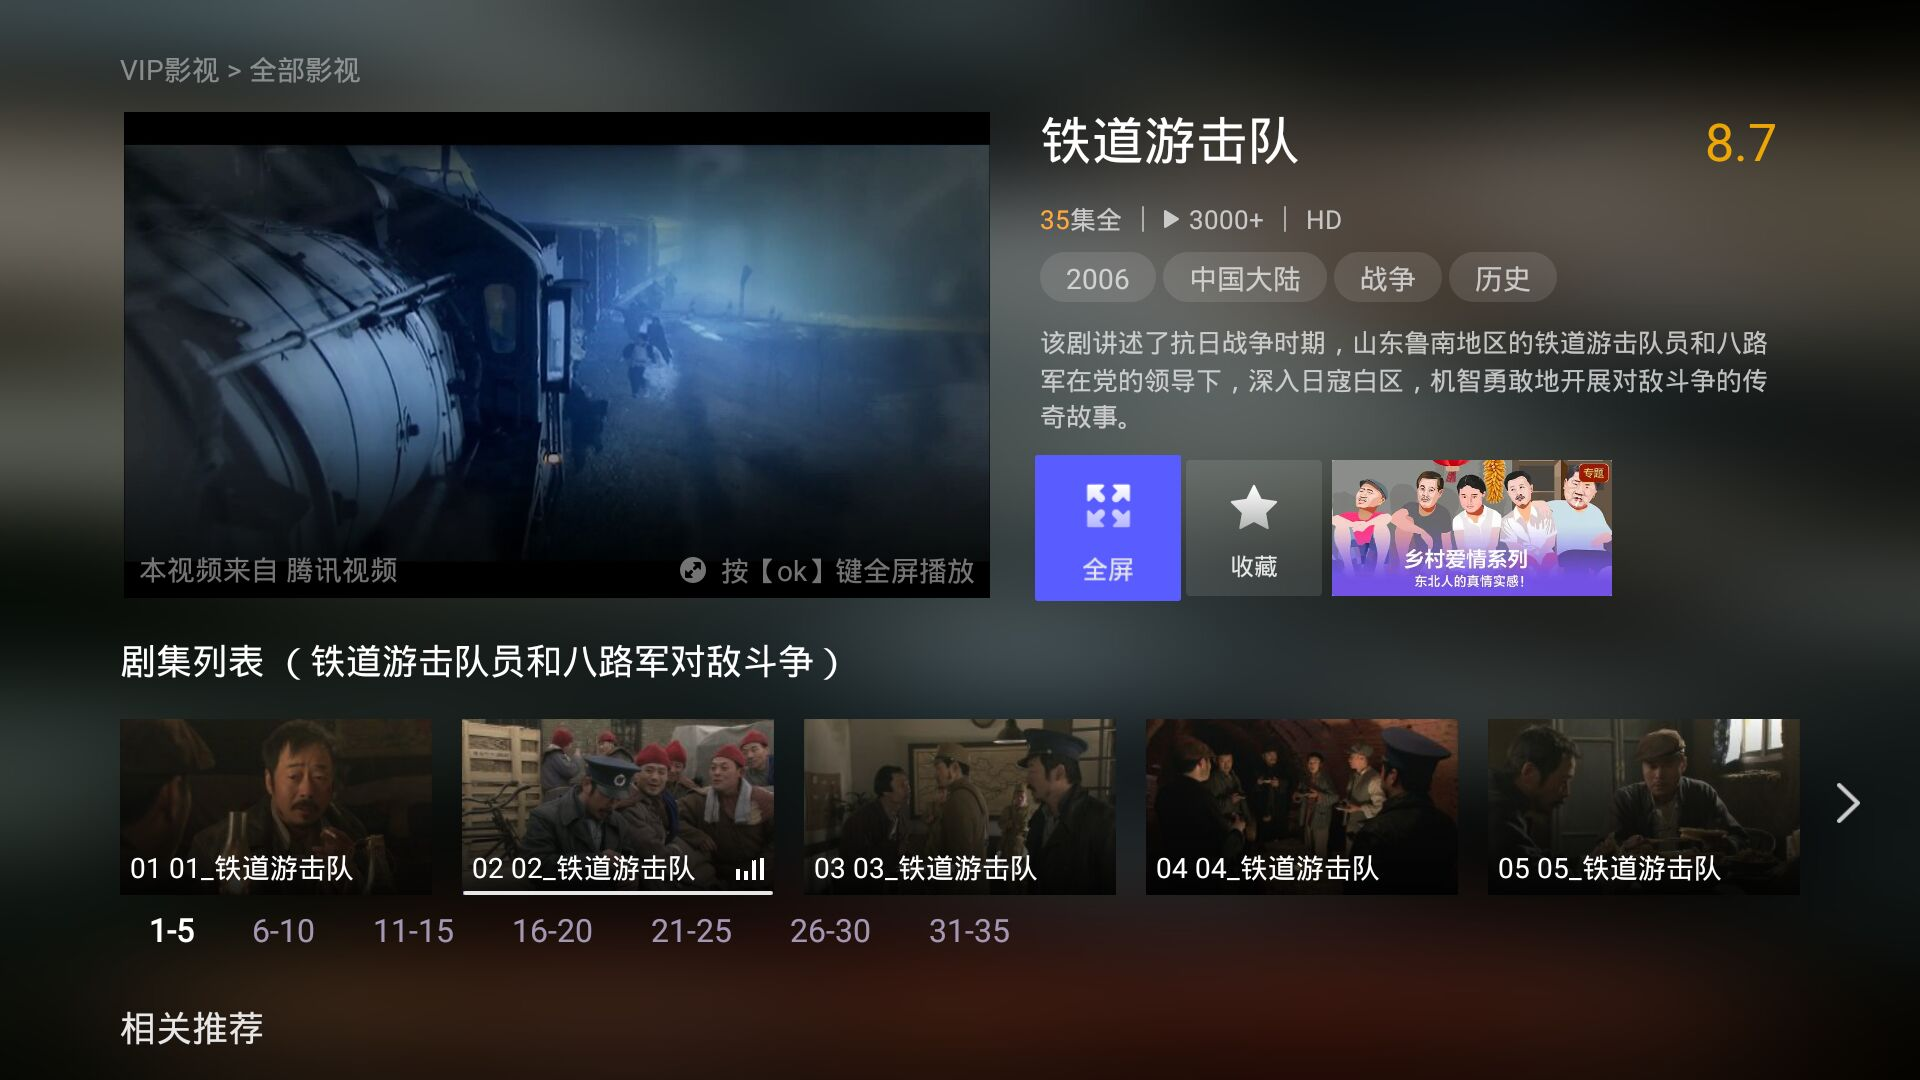 VIP影视 > 全部影视
本视频来自 腾讯视频
按【ok】键全屏播放
铁道游击队
8.7
35集全 | 3000+ | HD
2006 中国大陆 战争 历史
该剧讲述了抗日战争时期，山东鲁南地区的铁道游击队员和八路
军在党的领导下，深入日寇白区，机智勇敢地开展对敌斗争的传
奇故事。
全屏
收藏
专题
乡村爱情系列
东北人的真情实感！
剧集列表（铁道游击队员和八路军对敌斗争）
01 01_铁道游击队
02 02_铁道游击队
03 03_铁道游击队
04 04_铁道游击队
05 05_铁道游击队
1-5 6-10 11-15 16-20 21-25 26-30 31-35
相关推荐